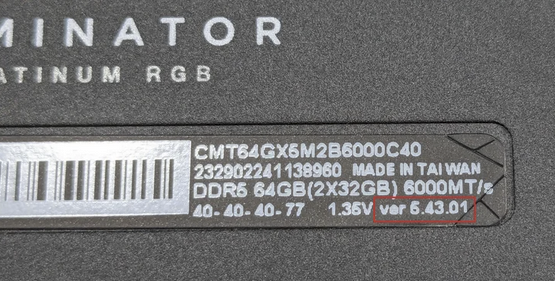 MINATOR
ATINUM RGB
CMT64GX5M2B6000C40
232902241138960 MADE IN TAIWAN
DDR5 64GB(2X32GB) 6000MT/s
40-40-40-77 1.35V ver 5.43.01